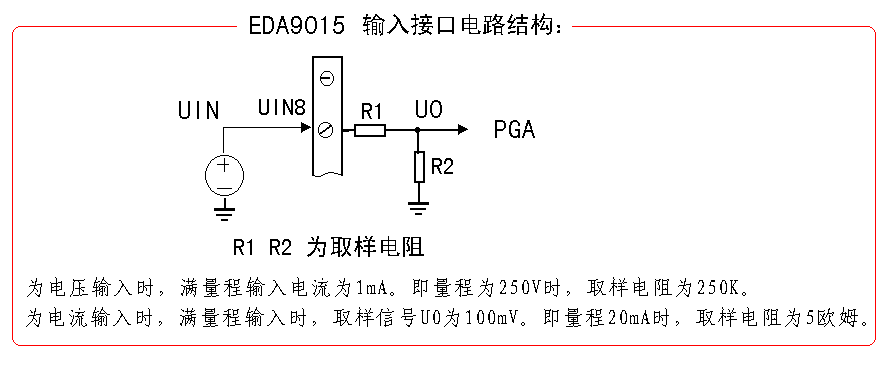 EDA9015 输入接口电路结构:
UIN
UIN8
R1
U0
PGA
R2
R1 R2 为取样电阻
为电压输入时，满量程输入电流为1mA。即量程为250V时，取样电阻为250K。
为电流输入时，满量程输入时，取样信号U0为100mV。即量程20mA时，取样电阻为5欧姆。